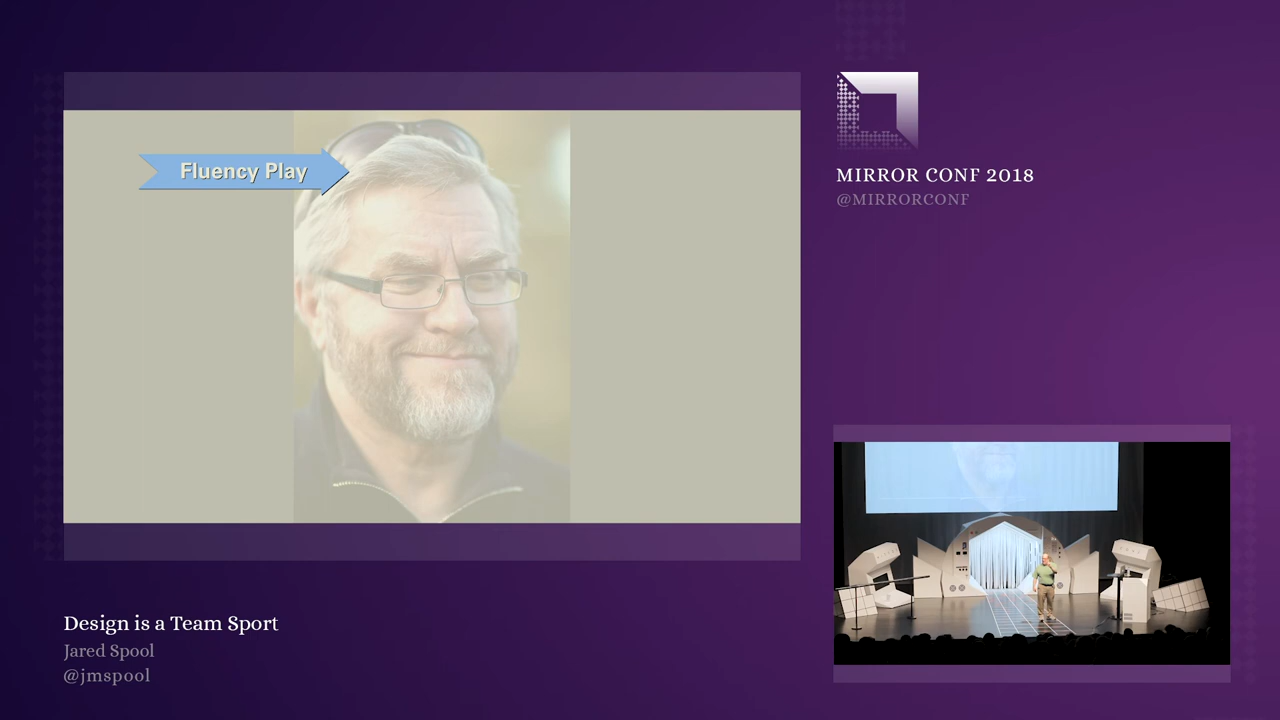 Fluency Play
MIRROR CONF 2018
@MIRRORCONF
Design is a Team Sport
Jared Spool
@jmspool